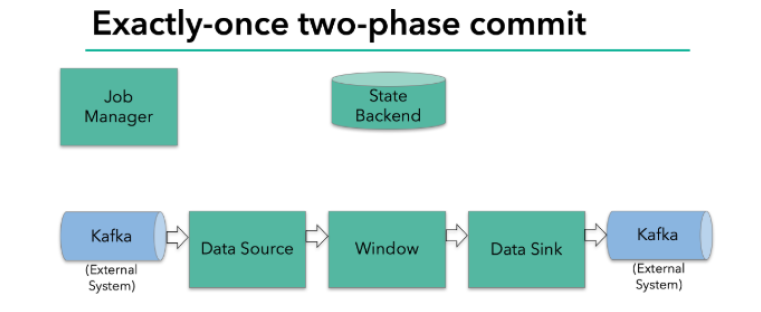 Exactly-once two-phase commit
Job
Manager
State
Backend
Kafka
(External
System)
Data Source
Window
Data Sink
Kafka
(External
System)